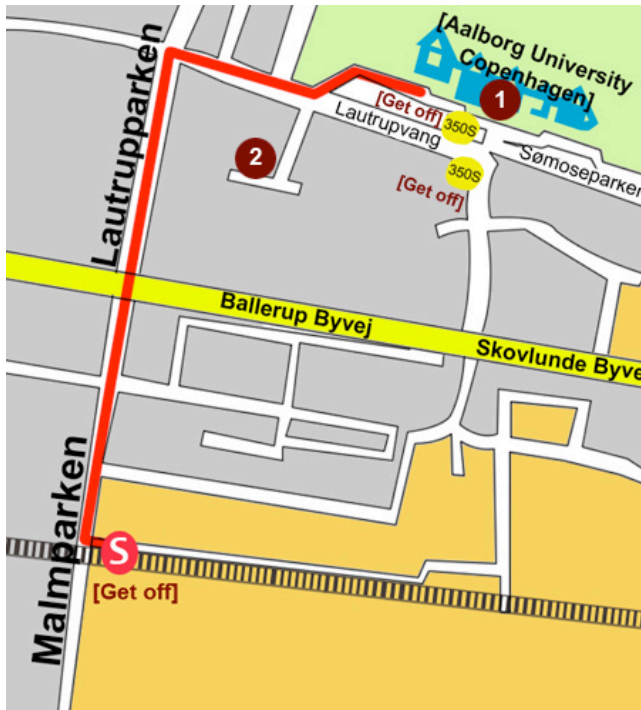 [Aalborg University
Copenhagen]
1
[Get off]
350S
Lautrupvang
350S
Sømoseparken
[Get off]
2
Lautrupparken
Ballerup Byvej
Skovlunde Byve
Malmparken
S
[Get off]